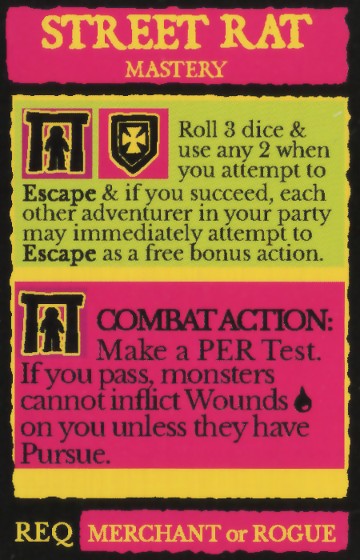 STREET RAT
MASTERY
Roll 3 dice &
use any 2 when
you attempt to
Escape & if you succeed, each
other adventurer in your party
may immediately attempt to
Escape as a free bonus action.
COMBAT ACTION:
Make a PER Test.
If you pass, monsters
cannot inflict Wounds
on you unless they have
Pursue.
REQ MERCHANT or ROGUE